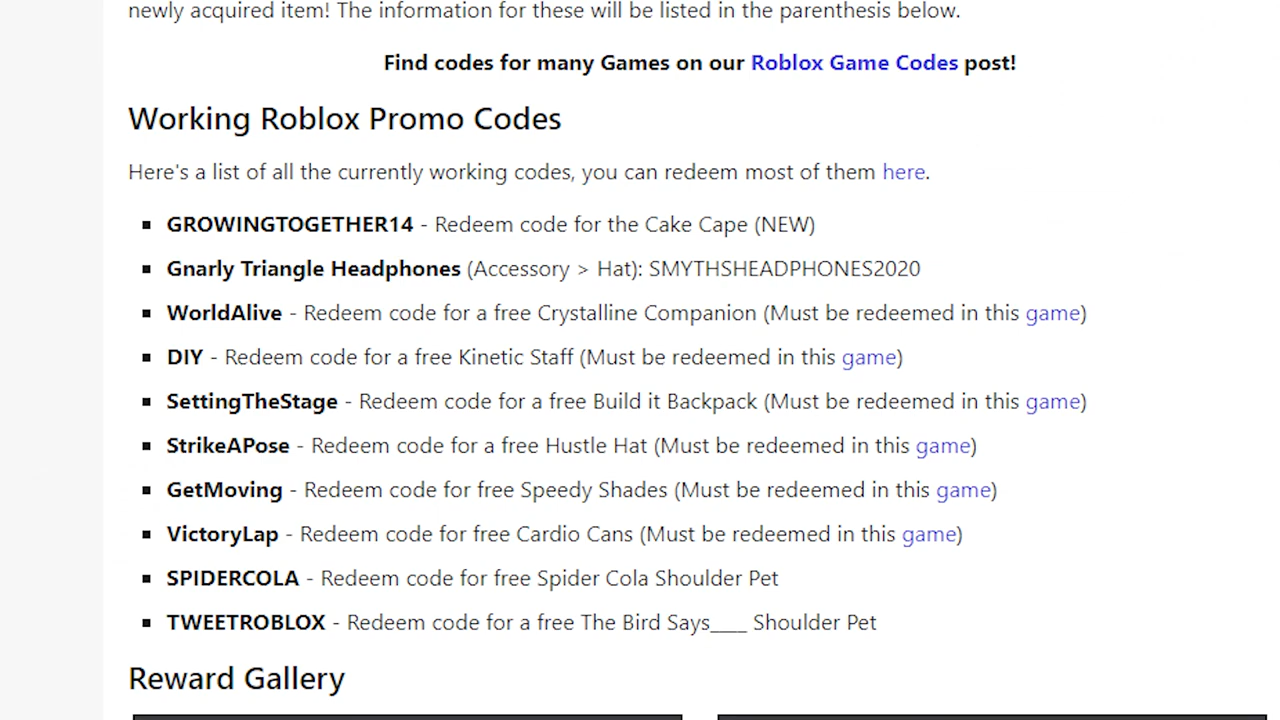 newly acquired item! The information for these will be listed in the parenthesis below.
Find codes for many Games on our Roblox Game Codes post!
Working Roblox Promo Codes
Here's a list of all the currently working codes, you can redeem most of them here.
GROWINGTOGETHER14 - Redeem code for the Cake Cape (NEW)
Gnarly Triangle Headphones (Accessory > Hat): SMYTHSHEADPHONES2020
WorldAlive - Redeem code for a free Crystalline Companion (Must be redeemed in this game)
DIY - Redeem code for a free Kinetic Staff (Must be redeemed in this game)
SettingTheStage - Redeem code for a free Build it Backpack (Must be redeemed in this game)
StrikeAPose - Redeem code for a free Hustle Hat (Must be redeemed in this game)
GetMoving - Redeem code for free Speedy Shades (Must be redeemed in this game)
VictoryLap - Redeem code for free Cardio Cans (Must be redeemed in this game)
SPIDERCOLA - Redeem code for free Spider Cola Shoulder Pet
TWEETROBLOX - Redeem code for a free The Bird Says____ Shoulder Pet
Reward Gallery